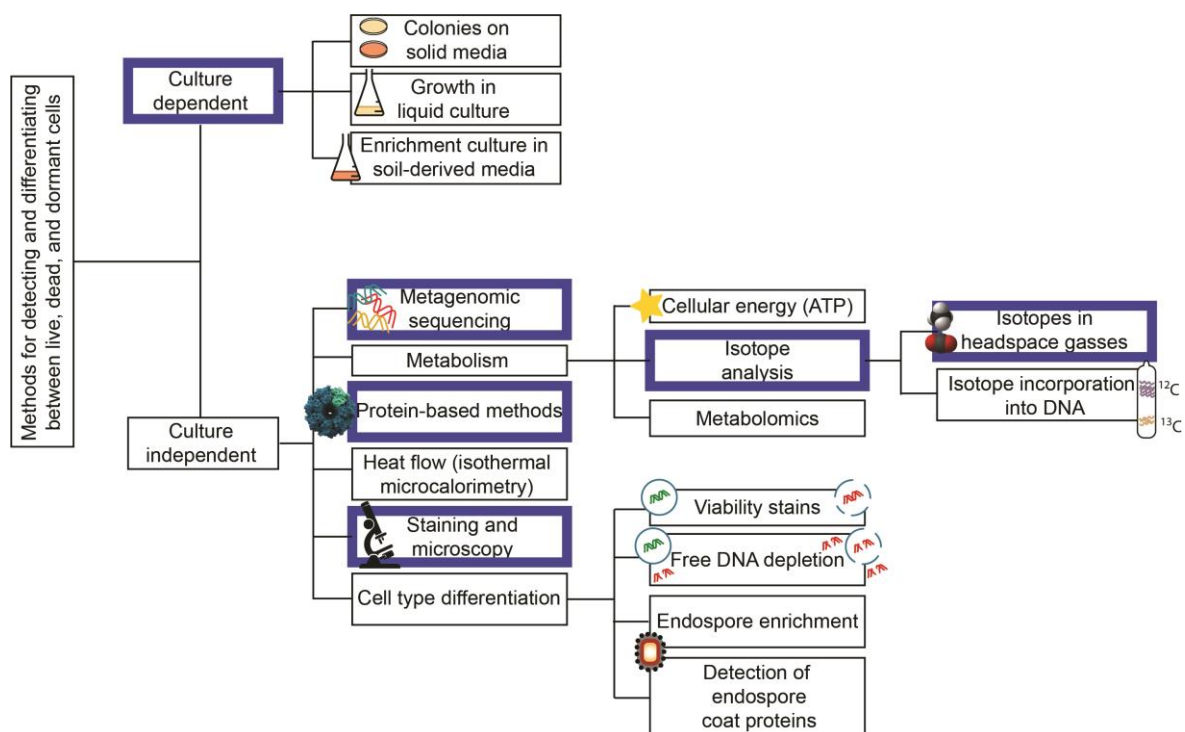 Methods for detecting and differentiating
between live, dead, and dormant cells
Culture
dependent
Colonies on
solid media
Growth in
liquid culture
Enrichment culture in
soil-derived media
Culture
independent
Metagenomic
sequencing
Metabolism
Protein-based methods
Heat flow (isothermal
microcalorimetry)
Staining and
microscopy
Cell type differentiation
Cellular energy (ATP)
Isotope
analysis
Metabolomics
Isotopes in
headspace gasses
Isotope incorporation
into DNA
¹²C
¹³C
Viability stains
Free DNA depletion
Endospore enrichment
Detection of
endospore
coat proteins